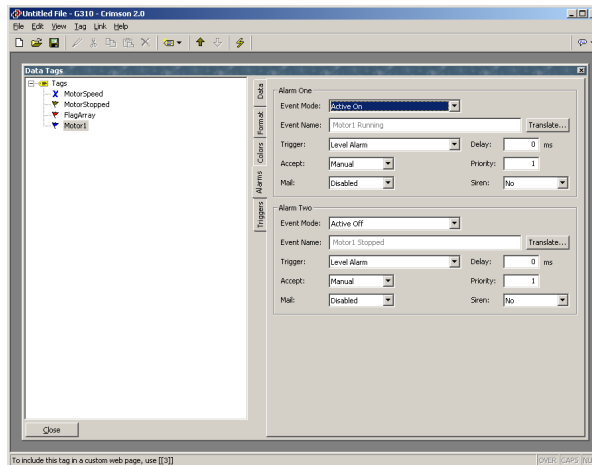 Untitled File - G310 - Crimson 2.0
File Edit View Tag Link Help
Data Tags
Tags
MotorSpeed
MotorStopped
FlagArray
Motor1
Data
Format
Colors
Alarms
Triggers
Alarm One
Event Mode: Active On
Event Name: Motor1 Running Translate...
Trigger: Level Alarm Delay: 0 ms
Accept: Manual Priority: 1
Mail: Disabled Siren: No
Alarm Two
Event Mode: Active Off
Event Name: Motor1 Stopped Translate...
Trigger: Level Alarm Delay: 0 ms
Accept: Manual Priority: 1
Mail: Disabled Siren: No
Close
To include this tag in a custom web page, use [[3]] OVER CAPS NU